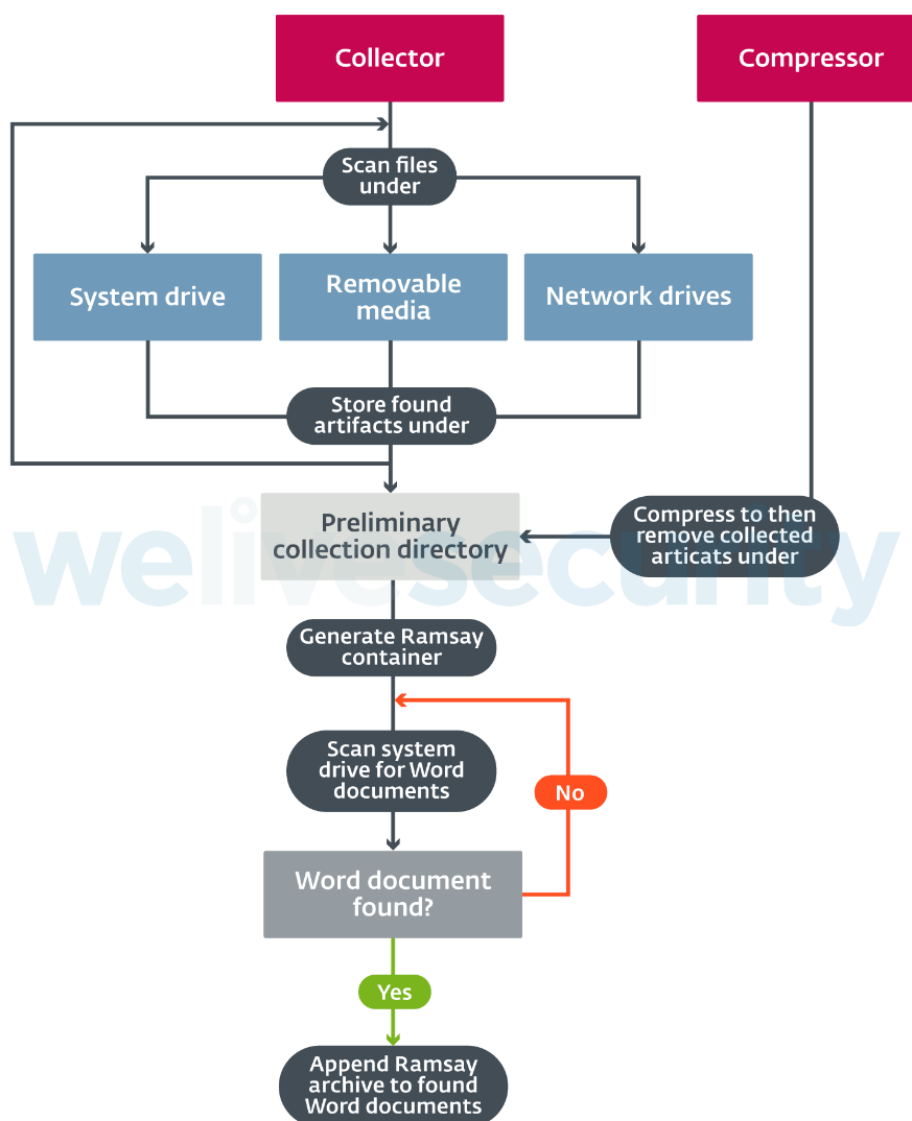 Collector
Compressor
Scan files
under
System drive
Removable
media
Network drives
Store found
artifacts under
Preliminary
collection directory
Compress to then
remove collected
articats under
welivesecurity
Generate Ramsay
container
Scan system
drive for Word
documents
No
Word document
found?
Yes
Append Ramsay
archive to found
Word documents